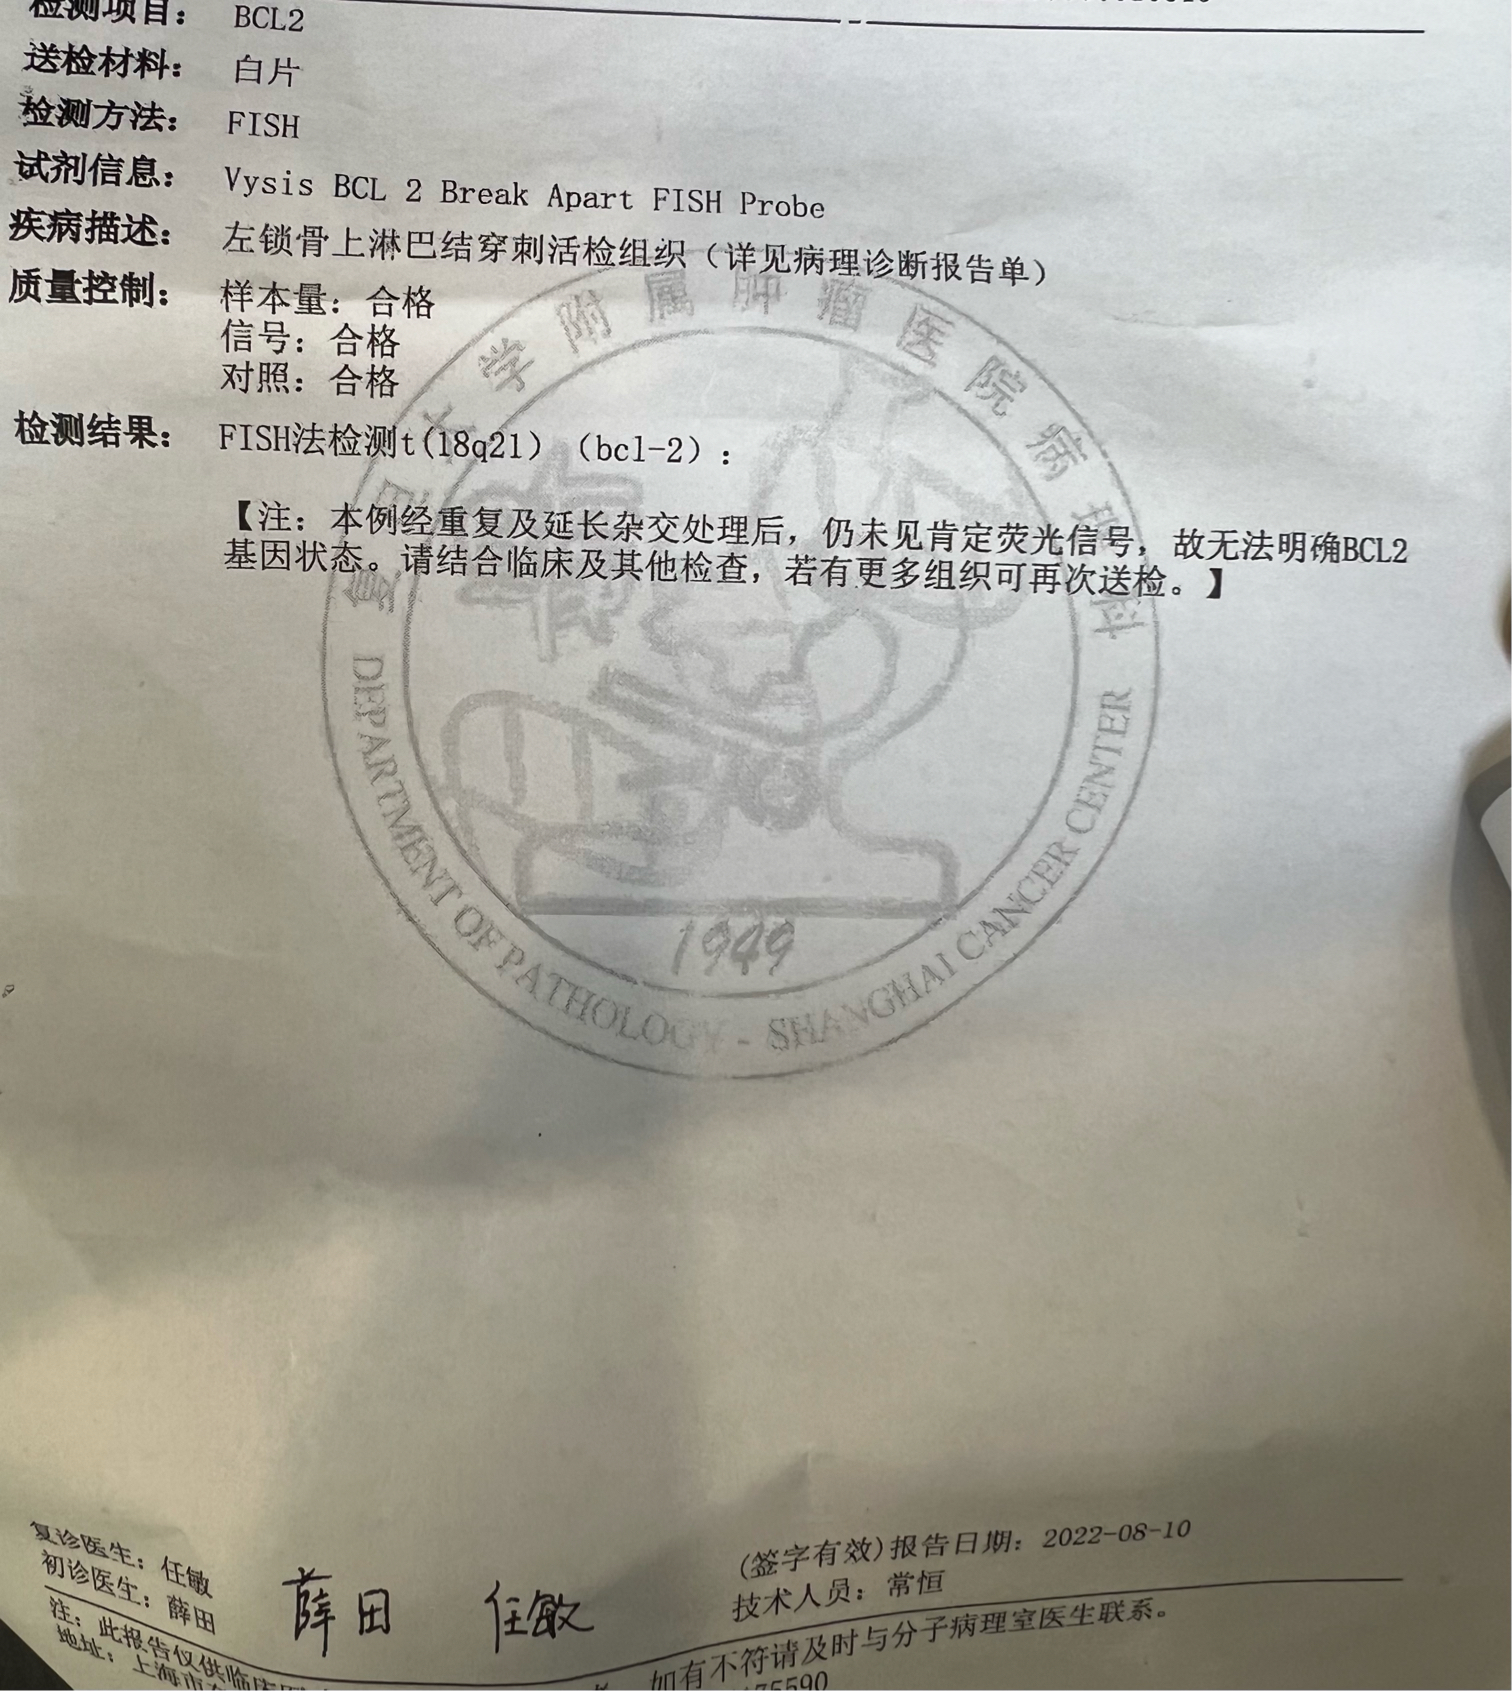 检测项目： BCL2
送检材料： 白片
检测方法： FISH
试剂信息： Vysis BCL 2 Break Apart FISH Probe
疾病描述： 左锁骨上淋巴结穿刺活检组织（详见病理诊断报告单）
质量控制： 样本量：合格
信号：合格
对照：合格
检测结果： FISH法检测t(18q21)（bcl-2）：
【注：本例经重复及延长杂交处理后，仍未见肯定荧光信号，故无法明确BCL2
基因状态。请结合临床及其他检查，若有更多组织可再次送检。】
复旦大学附属肿瘤医院病理科
DEPARTMENT OF PATHOLOGY - SHANGHAI CANCER CENTER
1949
复诊医生：任敏
初诊医生：薛田
薛田 任敏
(签字有效)报告日期：2022-08-10
技术人员：常恒
注：此报告仅供临床
如有不符请及时与分子病理室医生联系。
地址：上海市
75590